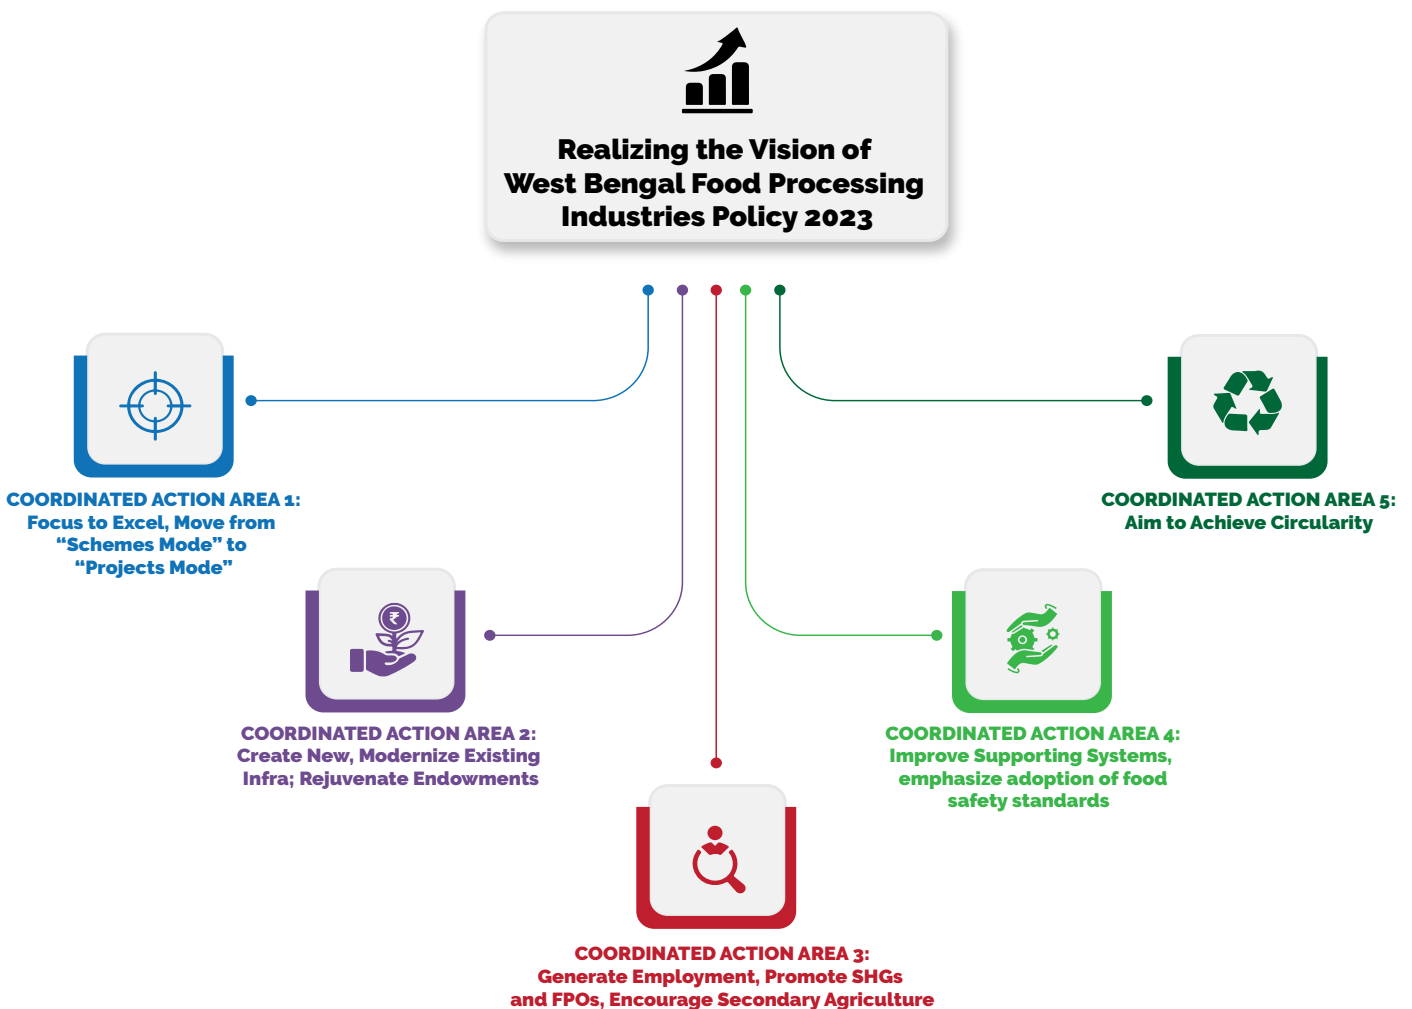 Realizing the Vision of
West Bengal Food Processing
Industries Policy 2023
COORDINATED ACTION AREA 1:
Focus to Excel, Move from
“Schemes Mode” to
“Projects Mode”
COORDINATED ACTION AREA 2:
Create New, Modernize Existing
Infra; Rejuvenate Endowments
COORDINATED ACTION AREA 3:
Generate Employment, Promote SHGs
and FPOs, Encourage Secondary Agriculture
COORDINATED ACTION AREA 4:
Improve Supporting Systems,
emphasize adoption of food
safety standards
COORDINATED ACTION AREA 5:
Aim to Achieve Circularity
₹